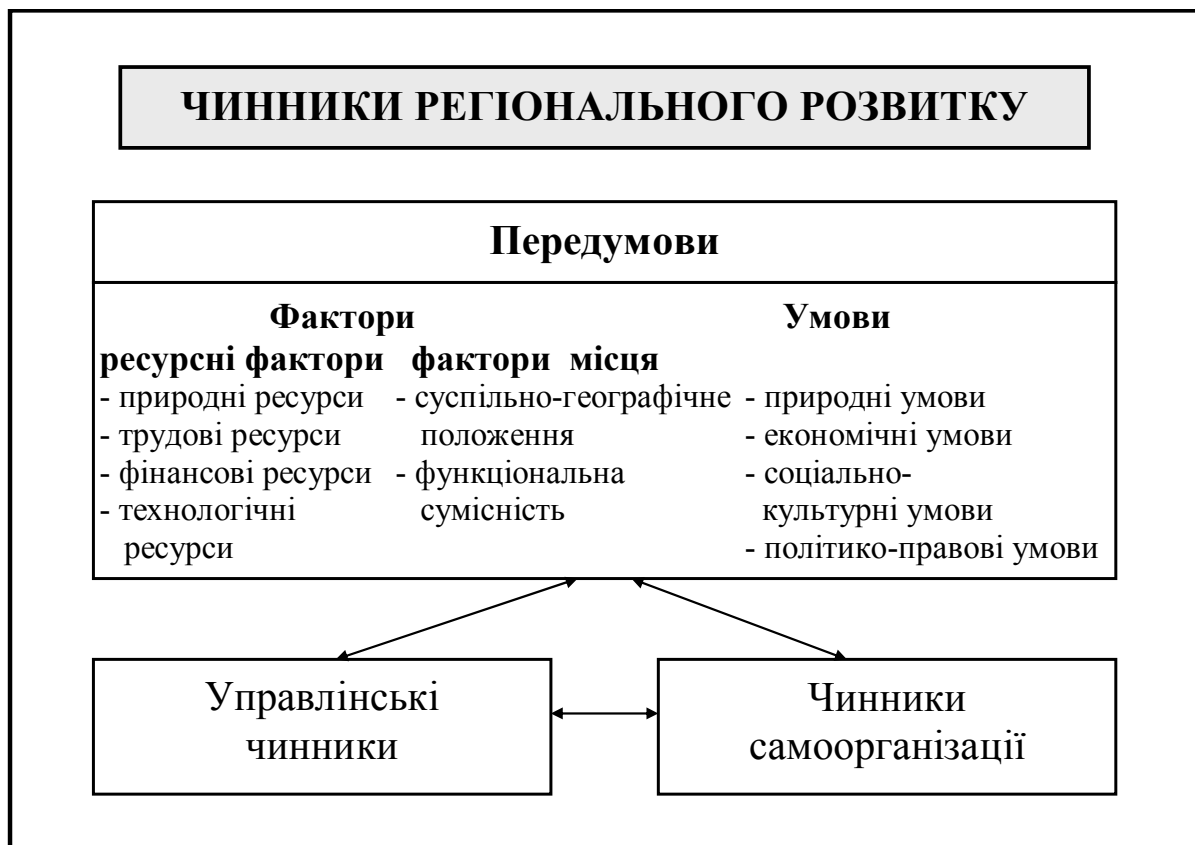 ЧИННИКИ РЕГІОНАЛЬНОГО РОЗВИТКУ
Передумови
Фактори
ресурсні фактори
- природні ресурси
- трудові ресурси
- фінансові ресурси
- технологічні
ресурси
фактори місця
- суспільно-географічне
положення
- функціональна
сумісність
Умови
- природні умови
- економічні умови
- соціально-
культурні умови
- політико-правові умови
Управлінські
чинники
Чинники
самоорганізації